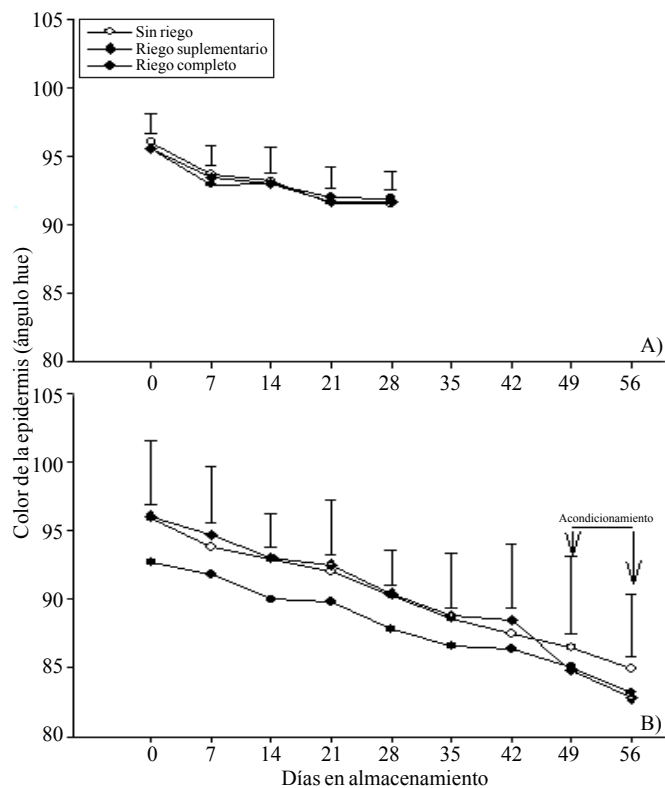 105
Sin riego
Riego suplementario
Riego completo
100
95
90
85
80
A)
0 7 14 21 28 35 42 49 56
Color de la epidermis (ángulo hue)
105
100
95
90
85
80
Acondicionamiento
B)
0 7 14 21 28 35 42 49 56
Días en almacenamiento